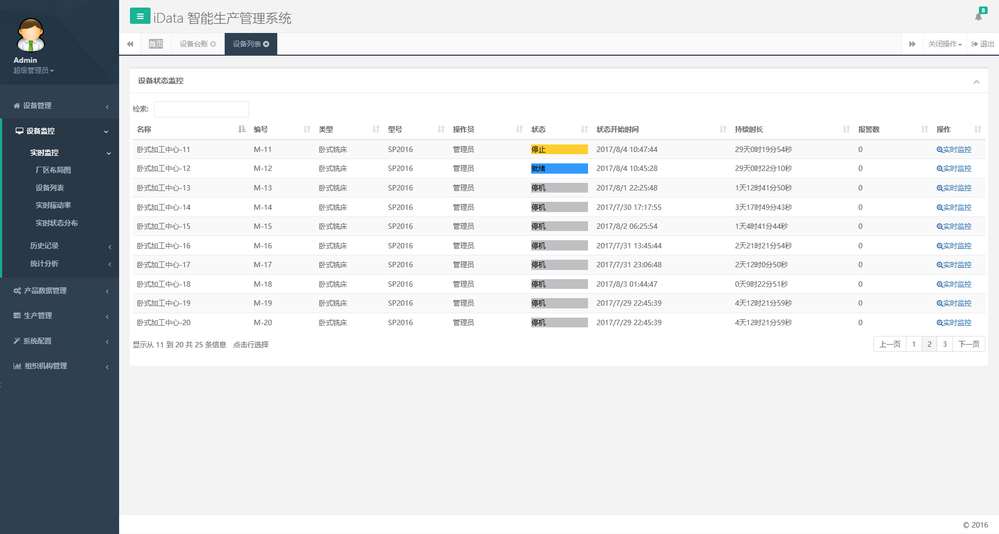 iData 智能生产管理系统
8
首页
设备台账
设备列表
关闭操作
退出
Admin
超级管理员
设备管理
设备监控
实时监控
厂区布局图
设备列表
实时稼动率
实时状态分布
历史记录
统计分析
产品数据管理
生产管理
系统配置
组织机构管理
设备状态监控
检索:
名称 编号 类型 型号 操作员 状态 状态开始时间 持续时长 报警数 操作
卧式加工中心-11 M-11 卧式铣床 SP2016 管理员 停止 2017/8/4 10:47:44 29天0时19分54秒 0 实时监控
卧式加工中心-12 M-12 卧式铣床 SP2016 管理员 就绪 2017/8/4 10:45:28 29天0时22分10秒 0 实时监控
卧式加工中心-13 M-13 卧式铣床 SP2016 管理员 停机 2017/8/1 22:25:48 1天12时41分50秒 0 实时监控
卧式加工中心-14 M-14 卧式铣床 SP2016 管理员 停机 2017/7/30 17:17:55 3天17时49分43秒 0 实时监控
卧式加工中心-15 M-15 卧式铣床 SP2016 管理员 停机 2017/8/2 06:25:54 1天4时41分44秒 0 实时监控
卧式加工中心-16 M-16 卧式铣床 SP2016 管理员 停机 2017/7/31 13:45:44 2天21时21分54秒 0 实时监控
卧式加工中心-17 M-17 卧式铣床 SP2016 管理员 停机 2017/7/31 23:06:48 2天12时0分50秒 0 实时监控
卧式加工中心-18 M-18 卧式铣床 SP2016 管理员 停机 2017/8/3 01:44:47 0天9时22分51秒 0 实时监控
卧式加工中心-19 M-19 卧式铣床 SP2016 管理员 停机 2017/7/29 22:45:39 4天12时21分59秒 0 实时监控
卧式加工中心-20 M-20 卧式铣床 SP2016 管理员 停机 2017/7/29 22:45:39 4天12时21分59秒 0 实时监控
显示从 11 到 20 共 25 条信息 点击行选择
上一页 1 2 3 下一页
© 2016